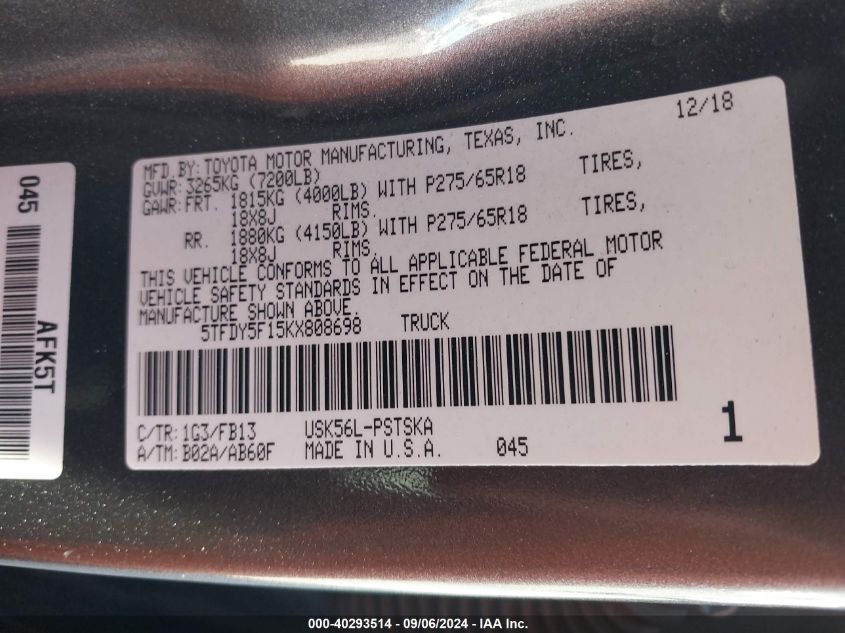 12/18
MFD.BY:TOYOTA MOTOR MANUFACTURING, TEXAS, INC.
GVWR:3265KG (7200LB)
GAWR:FRT. 1815KG (4000LB) WITH P275/65R18 TIRES,
18X8J RIMS.
RR. 1880KG (4150LB) WITH P275/65R18 TIRES,
18X8J RIMS.
THIS VEHICLE CONFORMS TO ALL APPLICABLE FEDERAL MOTOR
VEHICLE SAFETY STANDARDS IN EFFECT ON THE DATE OF
MANUFACTURE SHOWN ABOVE.
5TFDY5F15KX808698 TRUCK
C/TR:1G3/FB13 USK56L-PSTSKA
A/TM:B02A/AB60F MADE IN U.S.A. 045
1
045
AFK5T
000-40293514 - 09/06/2024 - IAA Inc.